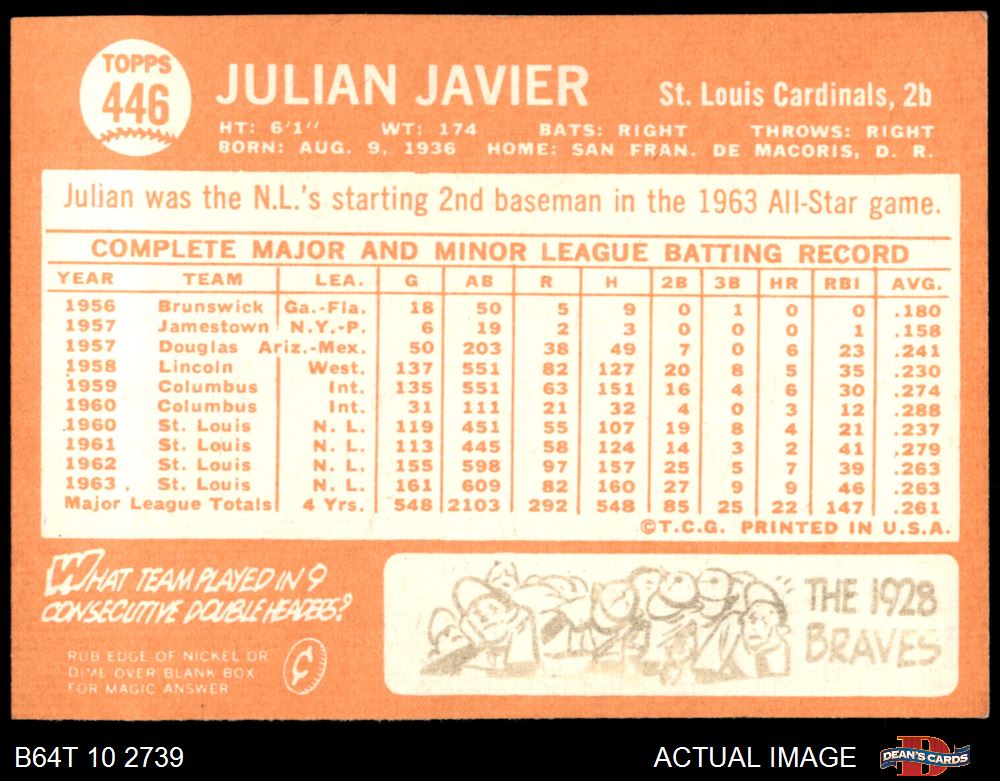 TOPPS
446
JULIAN JAVIER
St. Louis Cardinals, 2b
HT: 6'1" WT: 174 BATS: RIGHT THROWS: RIGHT
BORN: AUG. 9, 1936 HOME: SAN FRAN. DE MACORIS, D. R.
Julian was the N.L.'s starting 2nd baseman in the 1963 All-Star game.
COMPLETE MAJOR AND MINOR LEAGUE BATTING RECORD
YEAR TEAM LEA. G AB R H 2B 3B HR RBI AVG.
1956 Brunswick Ga.-Fla. 18 50 5 9 0 1 0 0 .180
1957 Jamestown N.Y.-P. 6 19 2 3 0 0 0 1 .158
1957 Douglas Ariz.-Mex. 50 203 38 49 7 0 6 23 .241
1958 Lincoln West. 137 551 82 127 20 8 5 35 .230
1959 Columbus Int. 135 551 63 151 16 4 6 30 .274
1960 Columbus Int. 31 111 21 32 4 0 3 12 .288
1960 St. Louis N. L. 119 451 55 107 19 8 4 21 .237
1961 St. Louis N. L. 113 445 58 124 14 3 2 41 .279
1962 St. Louis N. L. 155 598 97 157 25 5 7 39 .263
1963 St. Louis N. L. 161 609 82 160 27 9 9 46 .263
Major League Totals 4 Yrs. 548 2103 292 548 85 25 22 147 .261
©T.C.G. PRINTED IN U.S.A.
WHAT TEAM PLAYED IN 9
CONSECUTIVE DOUBLE HEADERS?
RUB EDGE OF NICKEL OR
DIME OVER BLANK BOX
FOR MAGIC ANSWER
THE 1928
BRAVES
B64T 10 2739
ACTUAL IMAGE
DEAN'S CARDS